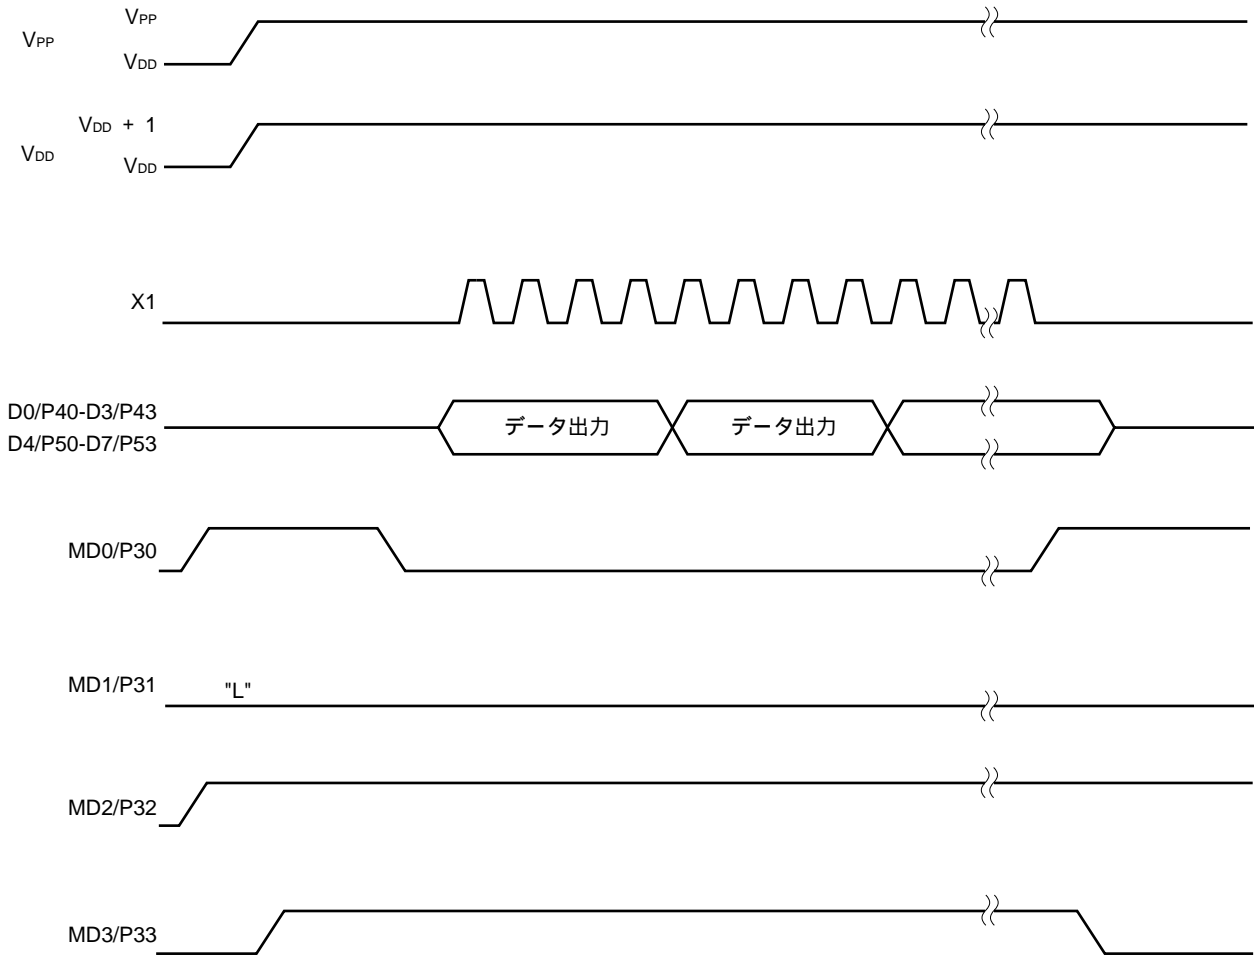 VPP
VPP
VDD
VDD + 1
VDD
VDD
X1
D0/P40-D3/P43
D4/P50-D7/P53
データ出力 データ出力
MD0/P30
MD1/P31 "L"
MD2/P32
MD3/P33